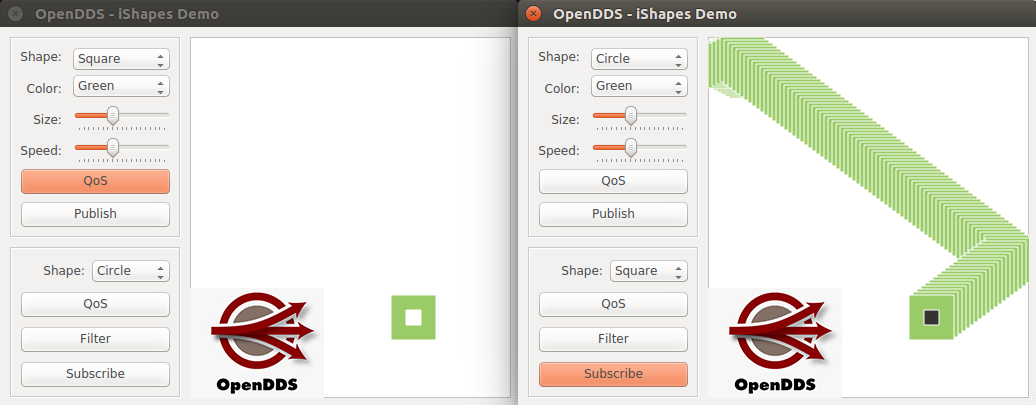 OpenDDS - iShapes Demo
Shape: Square
Color: Green
Size:
Speed:
QoS
Publish
Shape: Circle
QoS
Filter
Subscribe
OpenDDS
OpenDDS - iShapes Demo
Shape: Circle
Color: Green
Size:
Speed:
QoS
Publish
Shape: Square
QoS
Filter
Subscribe
OpenDDS